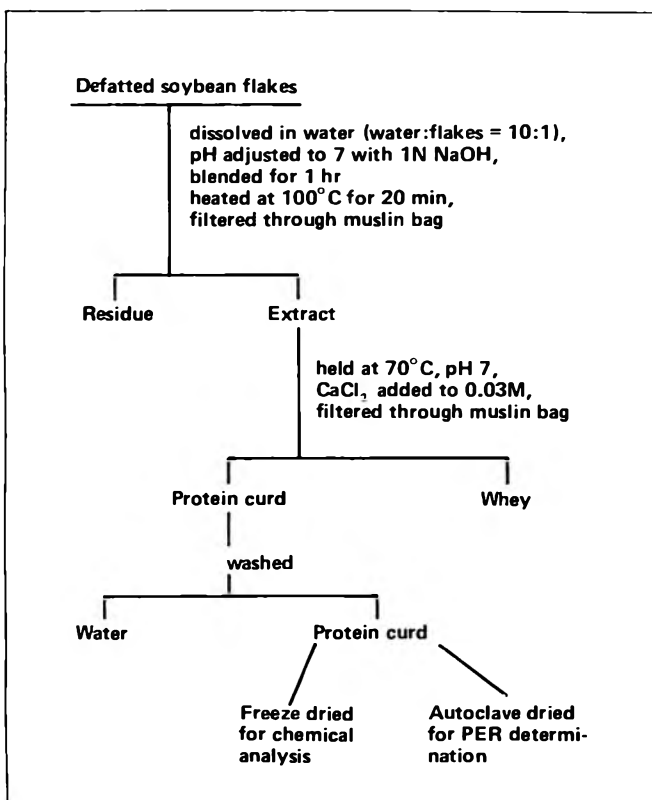 Defatted soybean flakes
dissolved in water (water:flakes = 10:1),
pH adjusted to 7 with 1N NaOH,
blended for 1 hr
heated at 100°C for 20 min,
filtered through muslin bag
Residue
Extract
held at 70°C, pH 7,
CaCl₂ added to 0.03M,
filtered through muslin bag
Protein curd
Whey
washed
Water
Protein curd
Freeze dried
for chemical
analysis
Autoclave dried
for PER determi-
nation